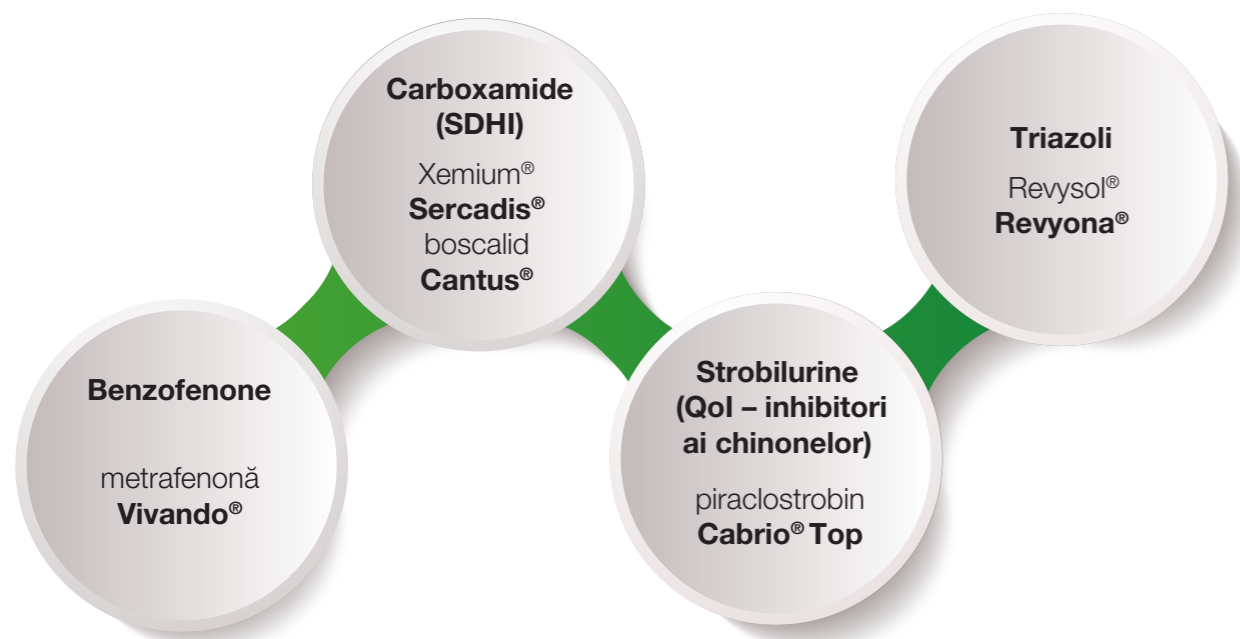 Benzofenone
metrafenonă
Vivando®
Carboxamide
(SDHI)
Xemium®
Sercadis®
boscalid
Cantus®
Strobilurine
(QoI – inhibitori
ai chinonelor)
piraclostrobin
Cabrio® Top
Triazoli
Revysol®
Revyona®